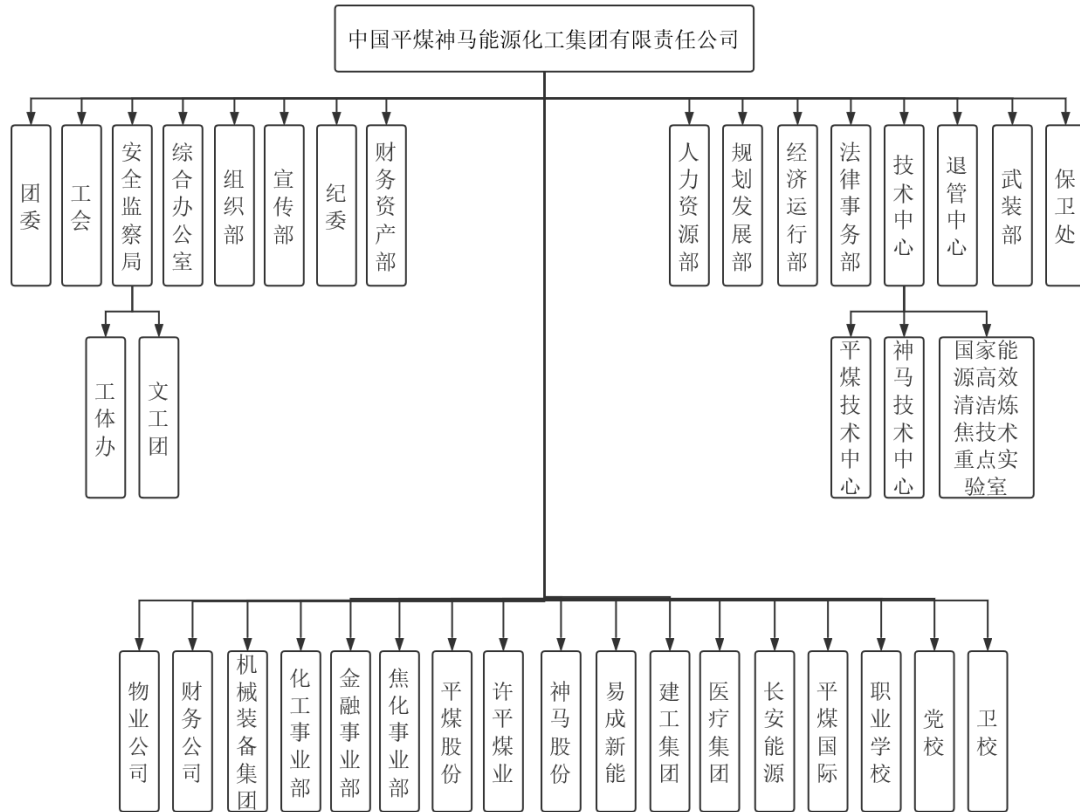 中国平煤神马能源化工集团有限责任公司
团委
工会
安全监察局
综合办公室
组织部
宣传部
纪委
财务资产部
人力资源部
规划发展部
经济运行部
法律事务部
技术中心
退管中心
武装部
保卫处
工体办
文工团
平煤技术中心
神马技术中心
国家能
源高效
清洁炼
焦技术
重点实
验室
物业公司
财务公司
机械装备集团
化工事业部
金融事业部
焦化事业部
平煤股份
许平煤业
神马股份
易成新能
建工集团
医疗集团
长安能源
平煤国际
职业学校
党校
卫校